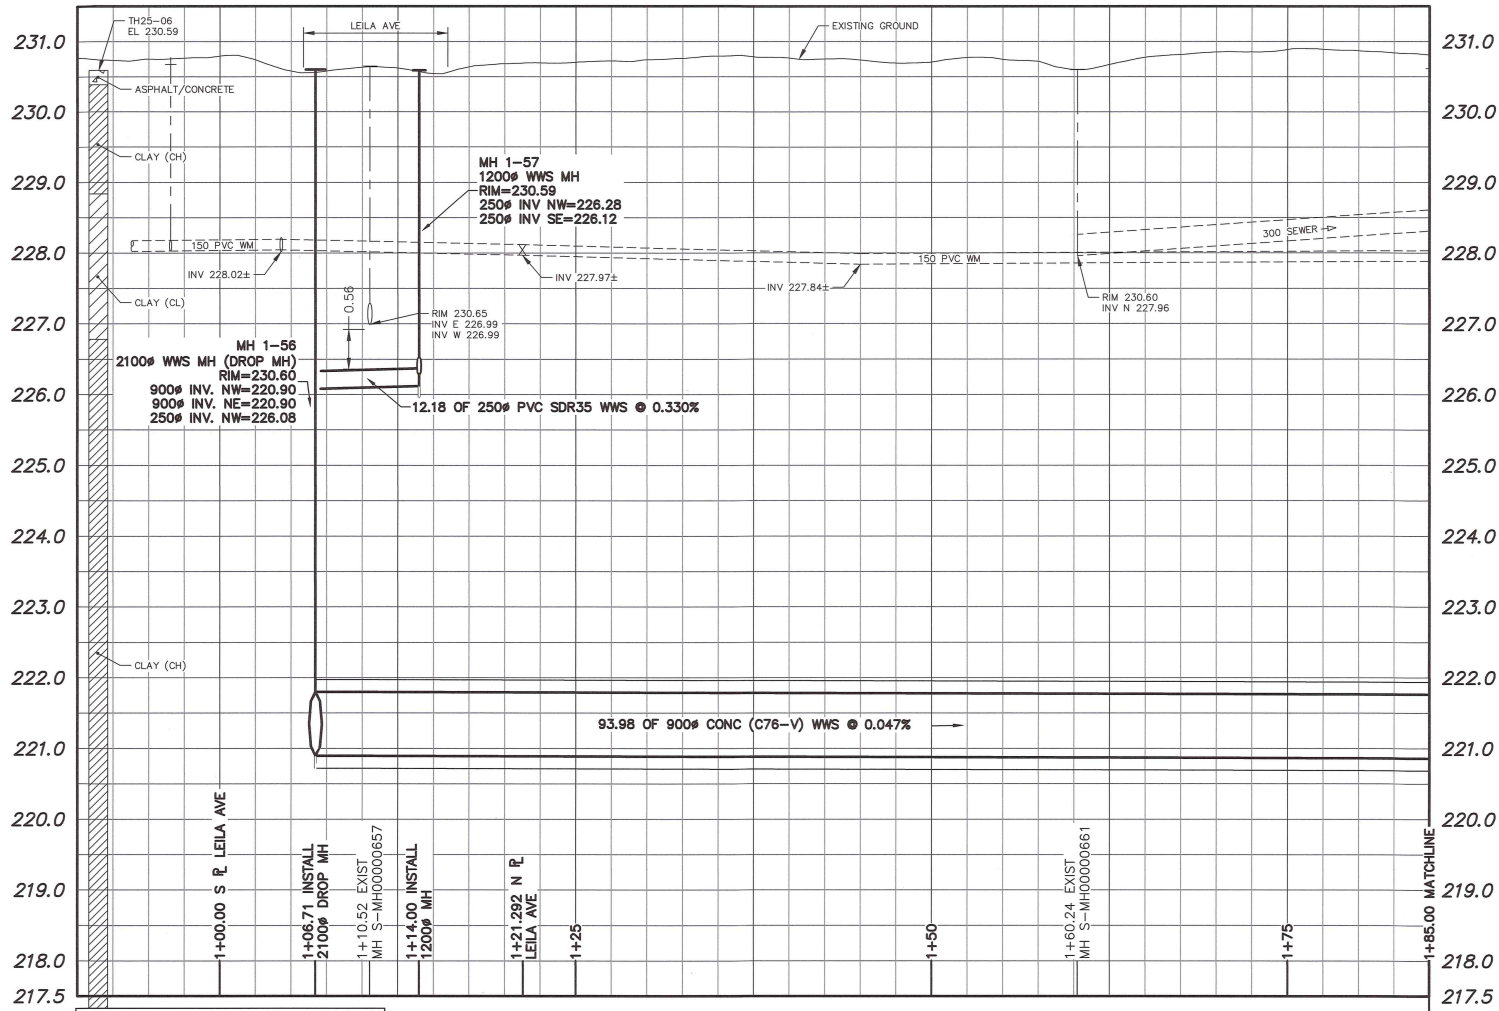 TH25-06
EL 230.59
LEILA AVE
EXISTING GROUND
231.0
231.0
ASPHALT/CONCRETE
230.0
230.0
CLAY (CH)
MH 1-57
1200ø WWS MH
RIM=230.59
250ø INV NW=226.28
250ø INV SE=226.12
229.0
229.0
300 SEWER
228.0
150 PVC WM
150 PVC WM
228.0
INV 228.02±
INV 227.97±
INV 227.84±
CLAY (CL)
0.56
RIM 230.60
INV N 227.96
227.0
RIM 230.65
INV E 226.99
INV W 226.99
227.0
MH 1-56
2100ø WWS MH (DROP MH)
RIM=230.60
900ø INV. NW=220.90
900ø INV. NE=220.90
250ø INV. NW=226.08
226.0
226.0
12.18 OF 250ø PVC SDR35 WWS @ 0.330%
225.0
225.0
224.0
224.0
223.0
223.0
CLAY (CH)
222.0
222.0
93.98 OF 900ø CONC (C76-V) WWS @ 0.047%
221.0
221.0
220.0
220.0
219.0
219.0
218.0
218.0
217.5
217.5
1+00.00 S ⅊ LEILA AVE
1+06.71 INSTALL
2100ø DROP MH
1+10.52 EXIST
MH S-MH00000657
1+14.00 INSTALL
1200ø MH
1+21.292 N ⅊
LEILA AVE
1+25
1+50
1+60.24 EXIST
MH S-MH00000661
1+75
1+85.00 MATCHLINE